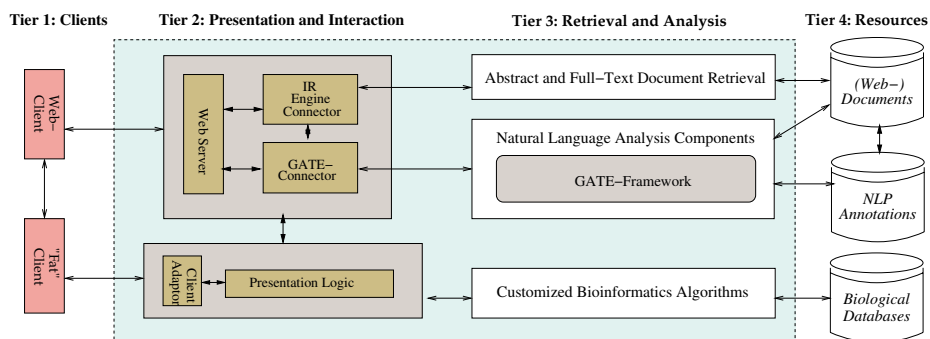 Tier 1: Clients
Tier 2: Presentation and Interaction
Tier 3: Retrieval and Analysis
Tier 4: Resources
Web−
Client
"Fat"
Client
Web Server
IR
Engine
Connector
GATE−
Connector
Client
Adaptor
Presentation Logic
Abstract and Full−Text Document Retrieval
Natural Language Analysis Components
GATE−Framework
Customized Bioinformatics Algorithms
(Web−)
Documents
NLP
Annotations
Biological
Databases